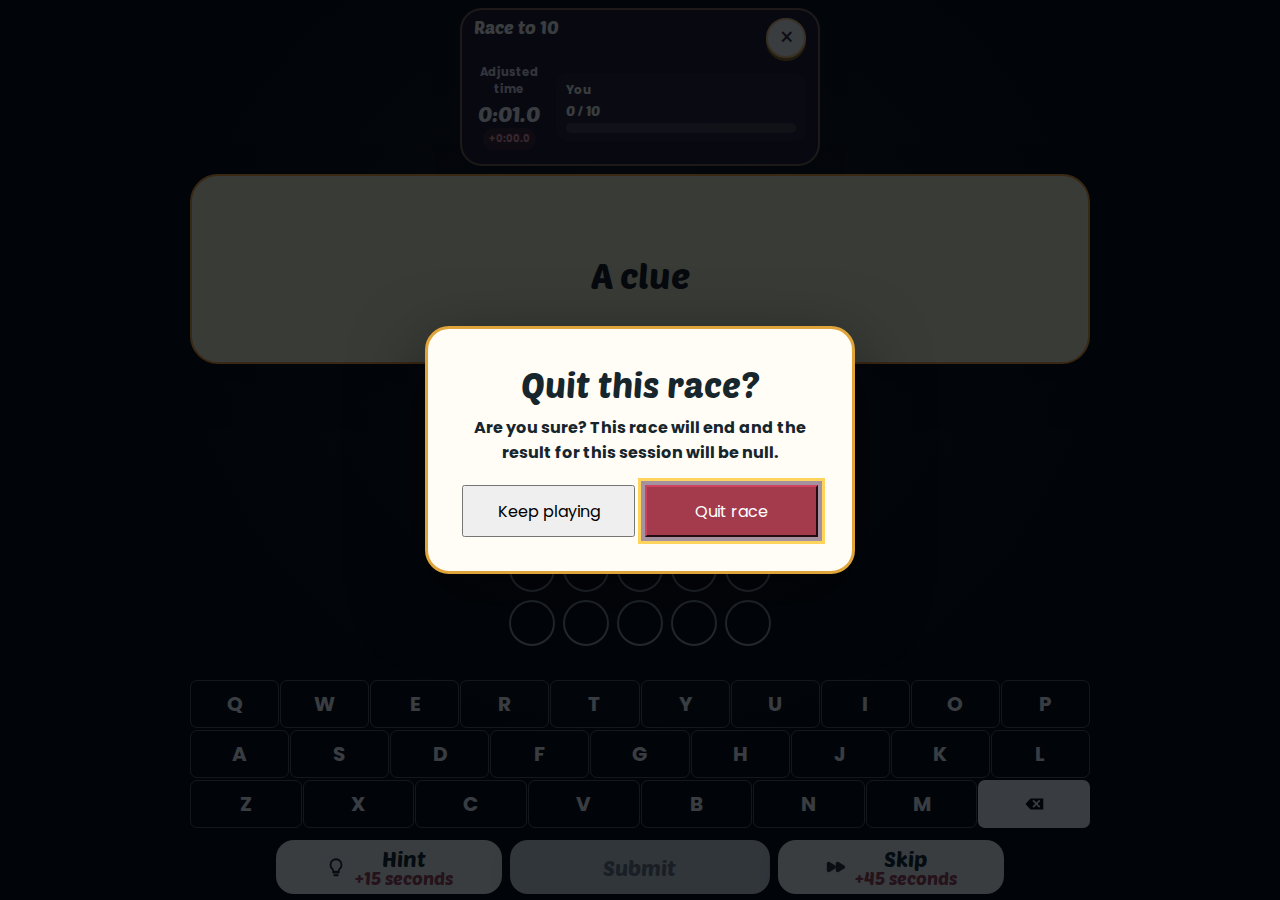 Race to 10
Adjusted
time
0:01.0
+0:00.0
You
0 / 10
A clue
Quit this race?
Are you sure? This race will end and the
result for this session will be null.
Keep playing
Quit race
Q W E R T Y U I O P
A S D F G H J K L
Z X C V B N M
Hint
+15 seconds
Submit
Skip
+45 seconds